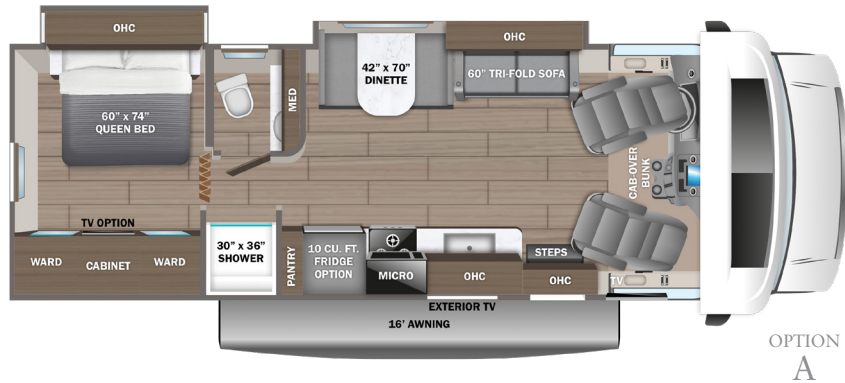 OHC
42” x 70”
DINETTE
OHC
60” TRI-FOLD SOFA
60” x 74”
QUEEN BED
MED
CAB-OVER
BUNK
TV OPTION
WARD
CABINET
WARD
30” x 36”
SHOWER
PANTRY
10 CU. FT.
FRIDGE
OPTION
MICRO
OHC
STEPS
OHC
TV
EXTERIOR TV
16’ AWNING
OPTION
A